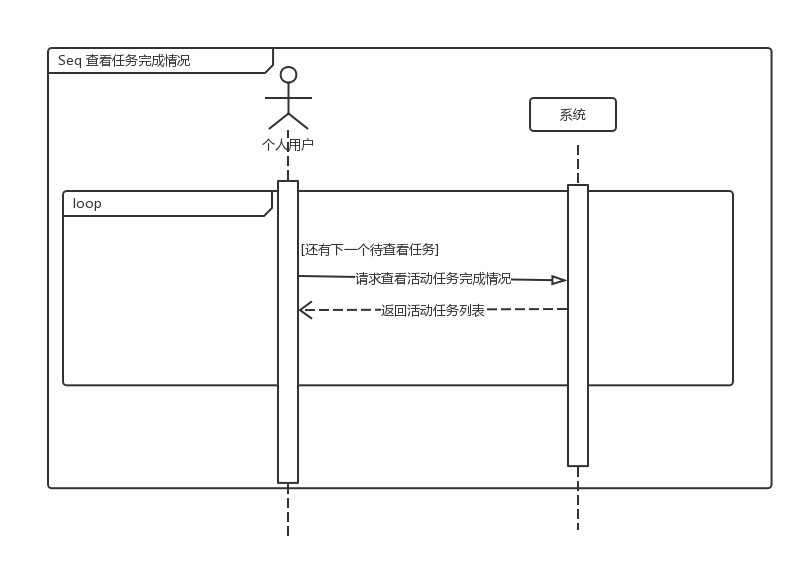 Seq 查看任务完成情况
系统
个人用户
loop
[还有下一个待查看任务]
请求查看活动任务完成情况
返回活动任务列表